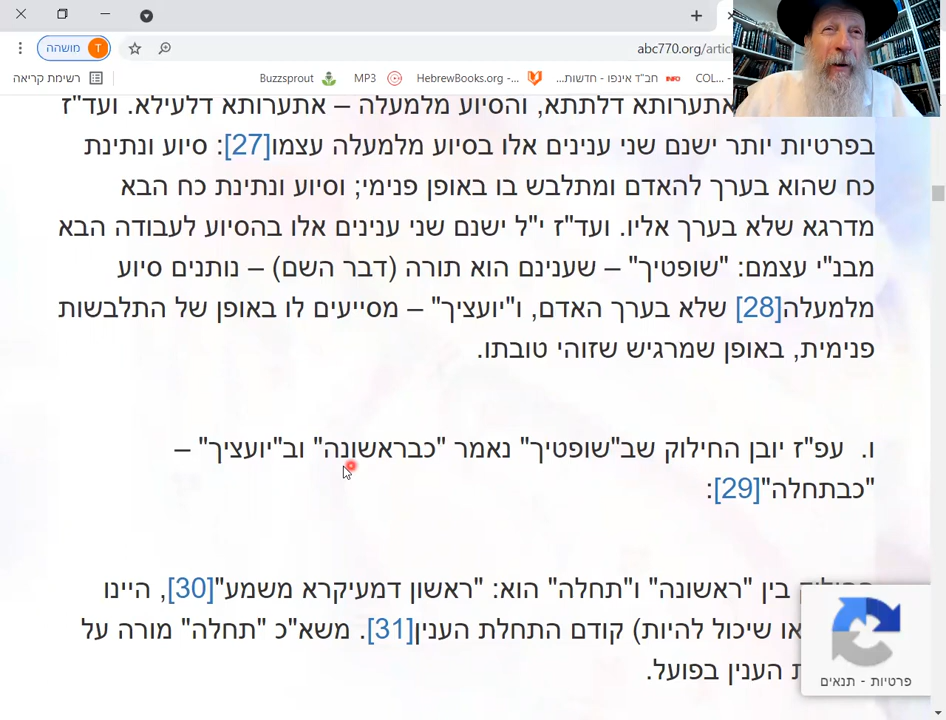 מושהה
abc770.org/artic
רשימת קריאה
Buzzsprout
MP3
HebrewBooks.org -...
חב"ד אינפו - חדשות...
COL...
אתערותא דלתתא, והסיוע מלמעלה – אתערותא דלעילא. ועד"ז
בפרטיות יותר ישנם שני ענינים אלו בסיוע מלמעלה עצמו[27]: סיוע ונתינת
כח שהוא בערך להאדם ומתלבש בו באופן פנימי; וסיוע ונתינת כח הבא
מדרגא שלא בערך אליו. ועד"ז י"ל ישנם שני ענינים אלו בהסיוע לעבודה הבא
מבנ"י עצמם: "שופטיך" – שענינם הוא תורה (דבר השם) – נותנים סיוע
מלמעלה[28] שלא בערך האדם, ו"יועציך" – מסייעים לו באופן של התלבשות
פנימית, באופן שמרגיש שזוהי טובתו.
ו. עפ"ז יובן החילוק שב"שופטיך" נאמר "כבראשונה" וב"יועציך" –
"כבתחלה"[29]:
בין "ראשונה" ו"תחלה" הוא: "ראשון דמעיקרא משמע"[30], היינו
או שיכול להיות) קודם התחלת הענין[31]. משא"כ "תחלה" מורה על
הענין בפועל.
פרטיות - תנאים